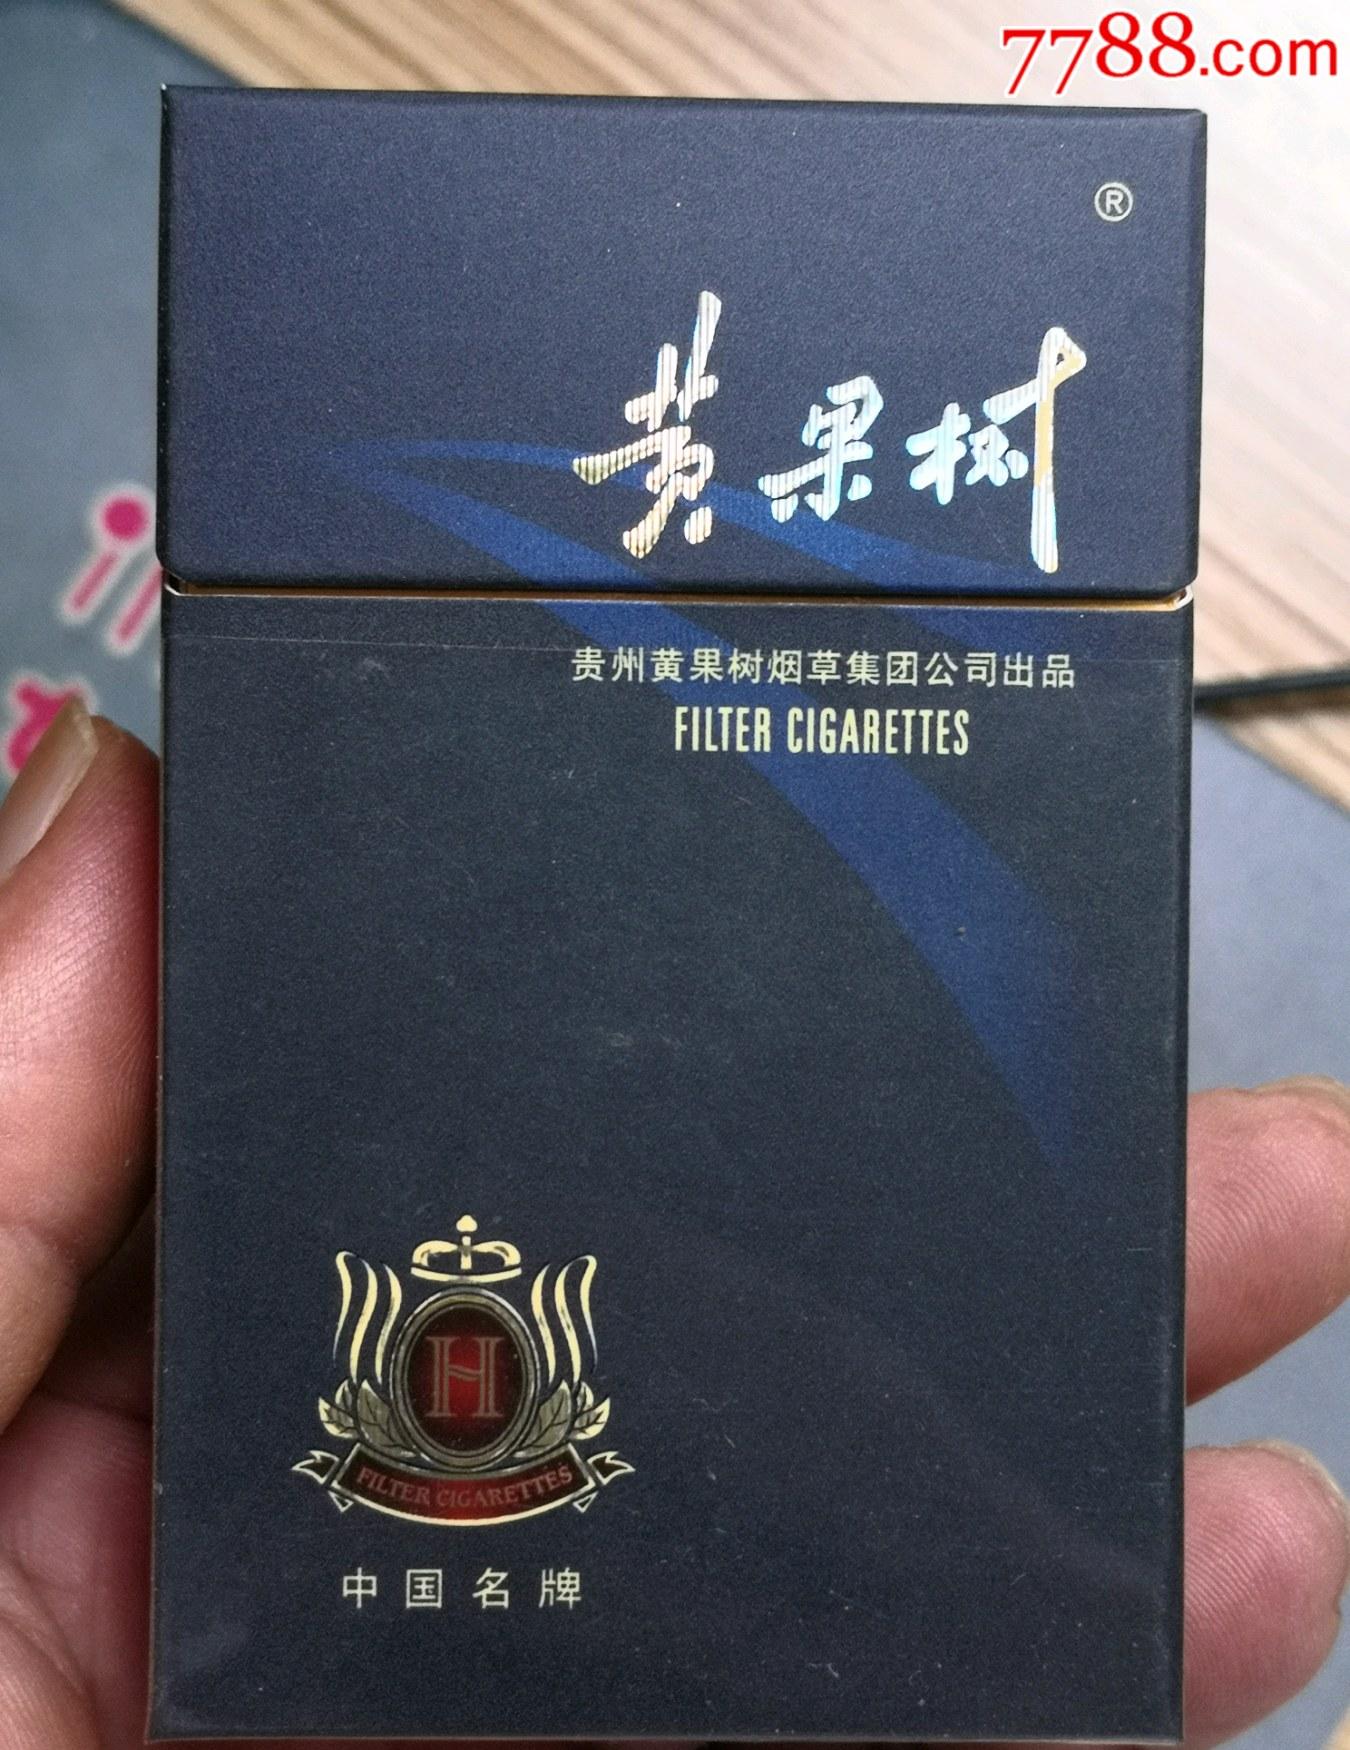 7788.com
®
黄果树
贵州黄果树烟草集团公司出品
FILTER CIGARETTES
H
FILTER CIGARETTES
中国名牌